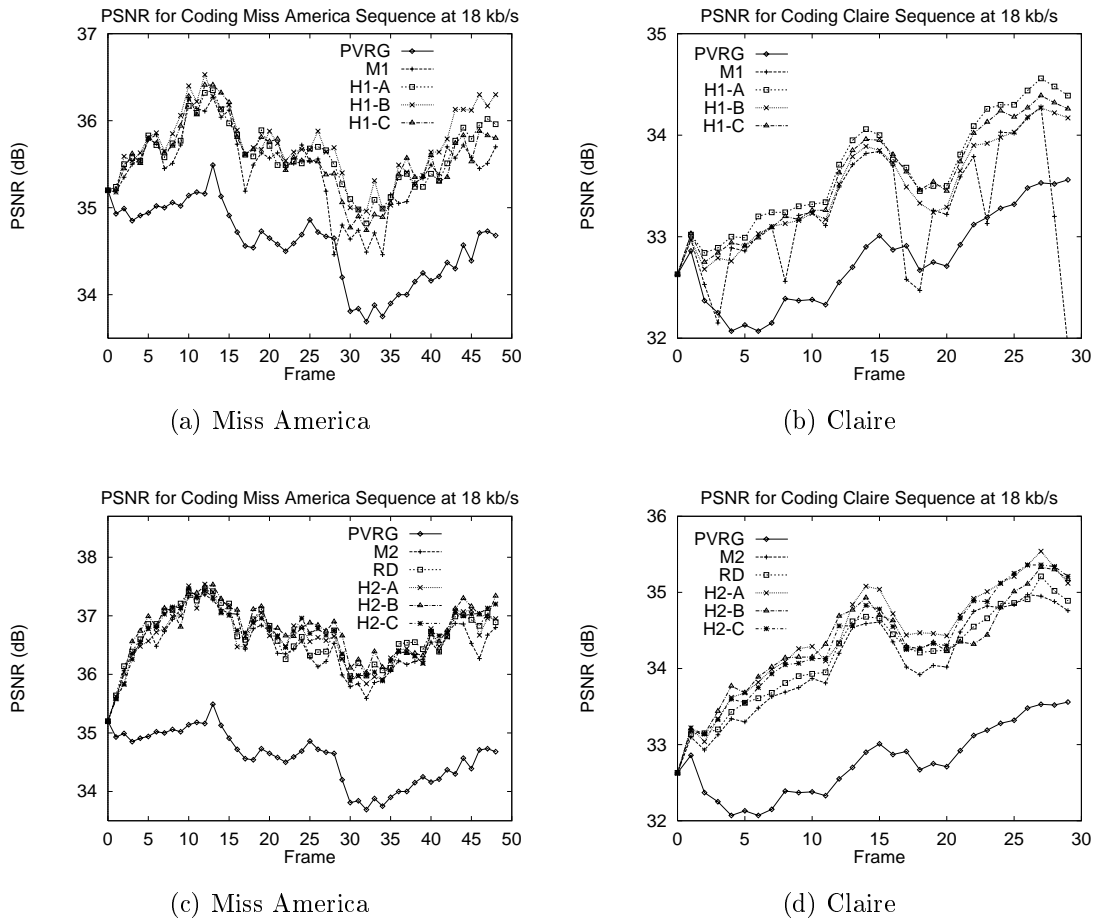 PSNR for Coding Miss America Sequence at 18 kb/s
37
36
35
34
PSNR (dB)
PVRG
M1
H1-A
H1-B
H1-C
0 5 10 15 20 25 30 35 40 45 50
Frame
(a) Miss America
PSNR for Coding Claire Sequence at 18 kb/s
35
34
33
32
PSNR (dB)
PVRG
M1
H1-A
H1-B
H1-C
0 5 10 15 20 25 30
Frame
(b) Claire
PSNR for Coding Miss America Sequence at 18 kb/s
38
37
36
35
34
PSNR (dB)
PVRG
M2
RD
H2-A
H2-B
H2-C
0 5 10 15 20 25 30 35 40 45 50
Frame
(c) Miss America
PSNR for Coding Claire Sequence at 18 kb/s
36
35
34
33
32
PSNR (dB)
PVRG
M2
RD
H2-A
H2-B
H2-C
0 5 10 15 20 25 30
Frame
(d) Claire